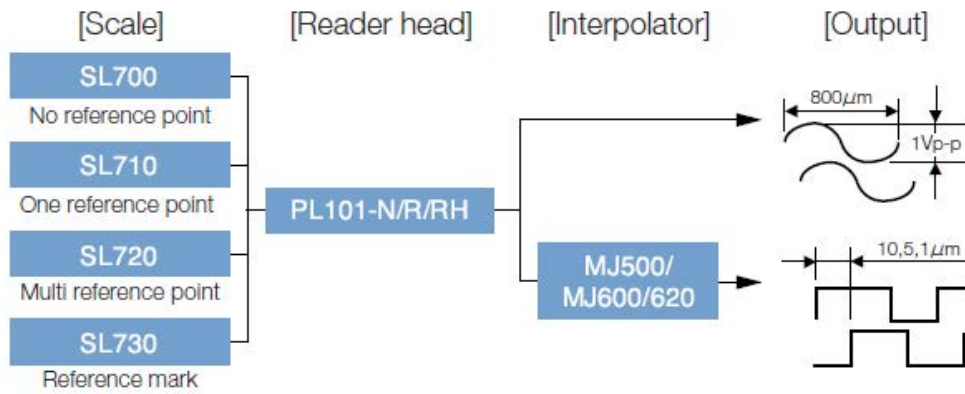 [Scale] [Reader head] [Interpolator] [Output]
SL700
No reference point
SL710
One reference point
SL720
Multi reference point
SL730
Reference mark
PL101-N/R/RH
MJ500/
MJ600/620
800μm
1Vp-p
10,5,1μm